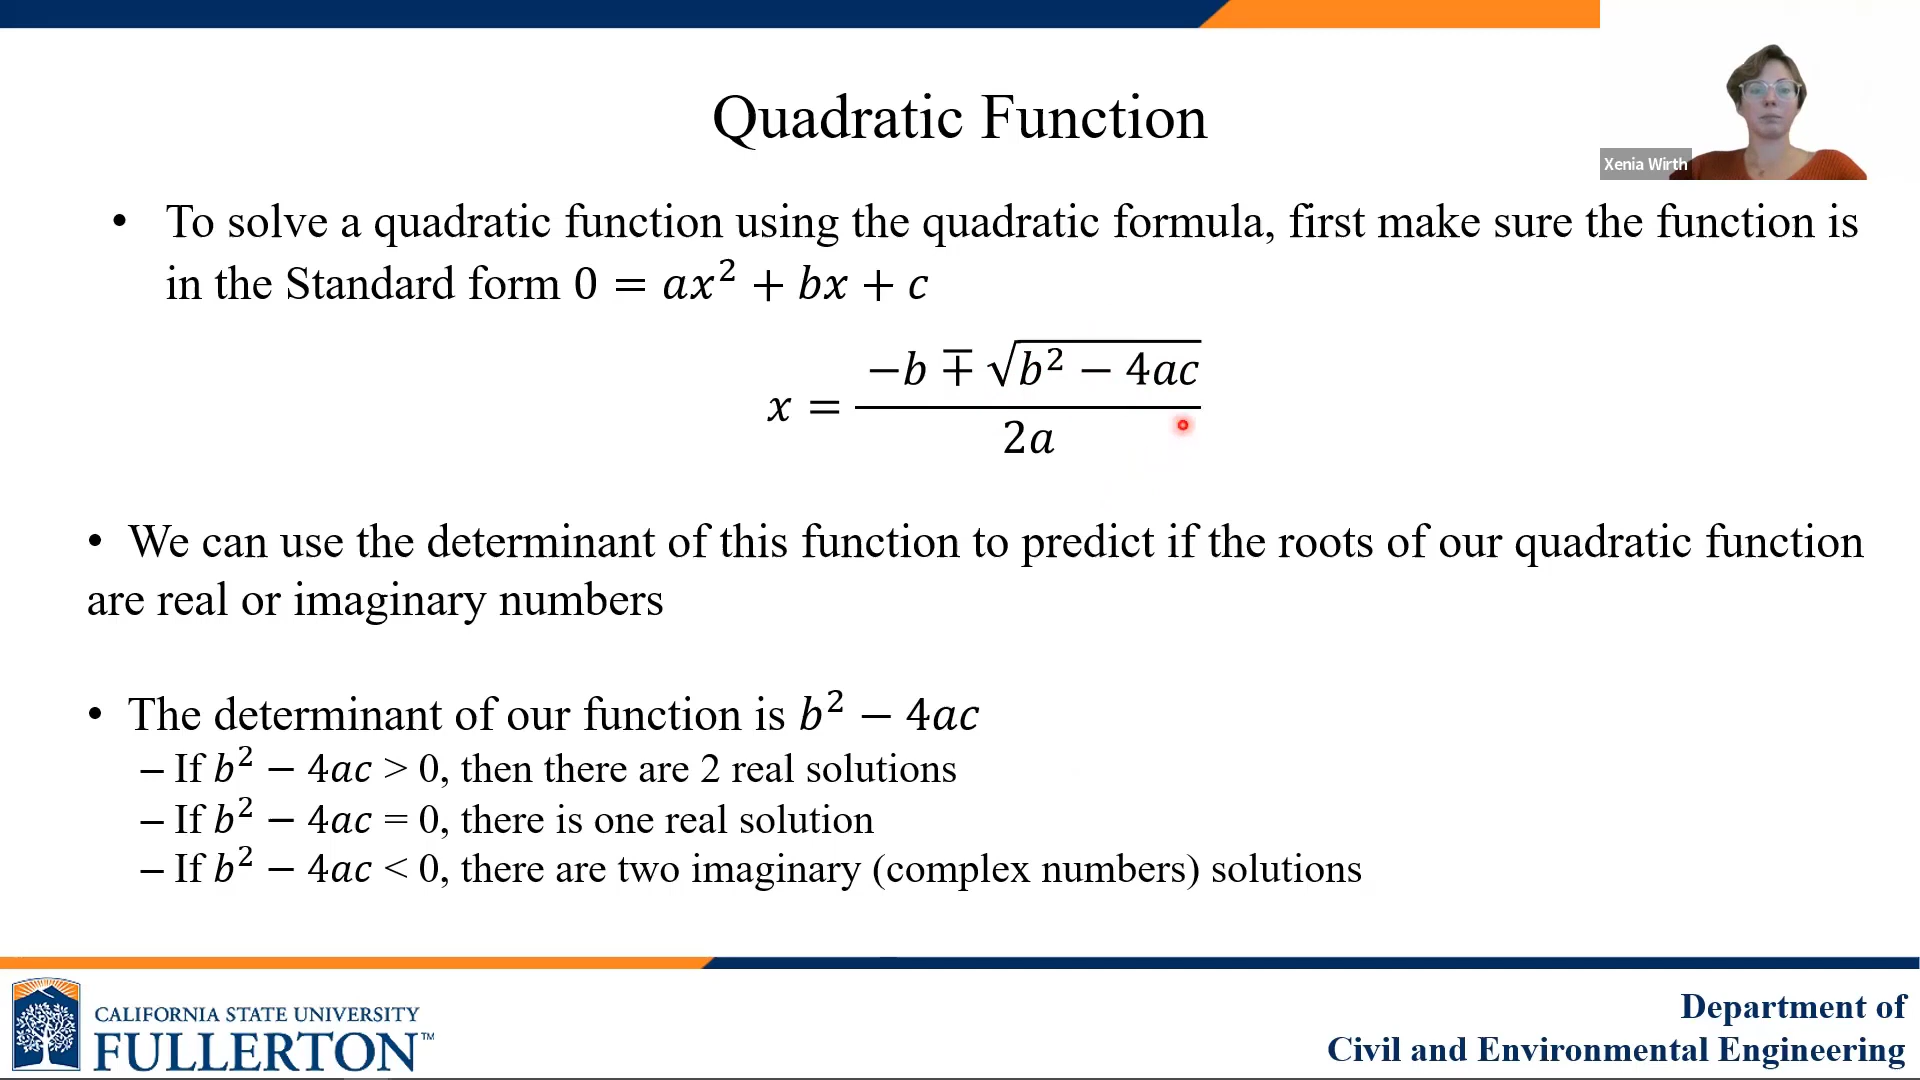 Quadratic Function
Xenia Wirth
• To solve a quadratic function using the quadratic formula, first make sure the function is
in the Standard form 0 = ax² + bx + c
x = (−b ∓ √(b² − 4ac)) / 2a
• We can use the determinant of this function to predict if the roots of our quadratic function
are real or imaginary numbers
• The determinant of our function is b² − 4ac
– If b² − 4ac > 0, then there are 2 real solutions
– If b² − 4ac = 0, there is one real solution
– If b² − 4ac < 0, there are two imaginary (complex numbers) solutions
CALIFORNIA STATE UNIVERSITY
FULLERTON™
Department of
Civil and Environmental Engineering